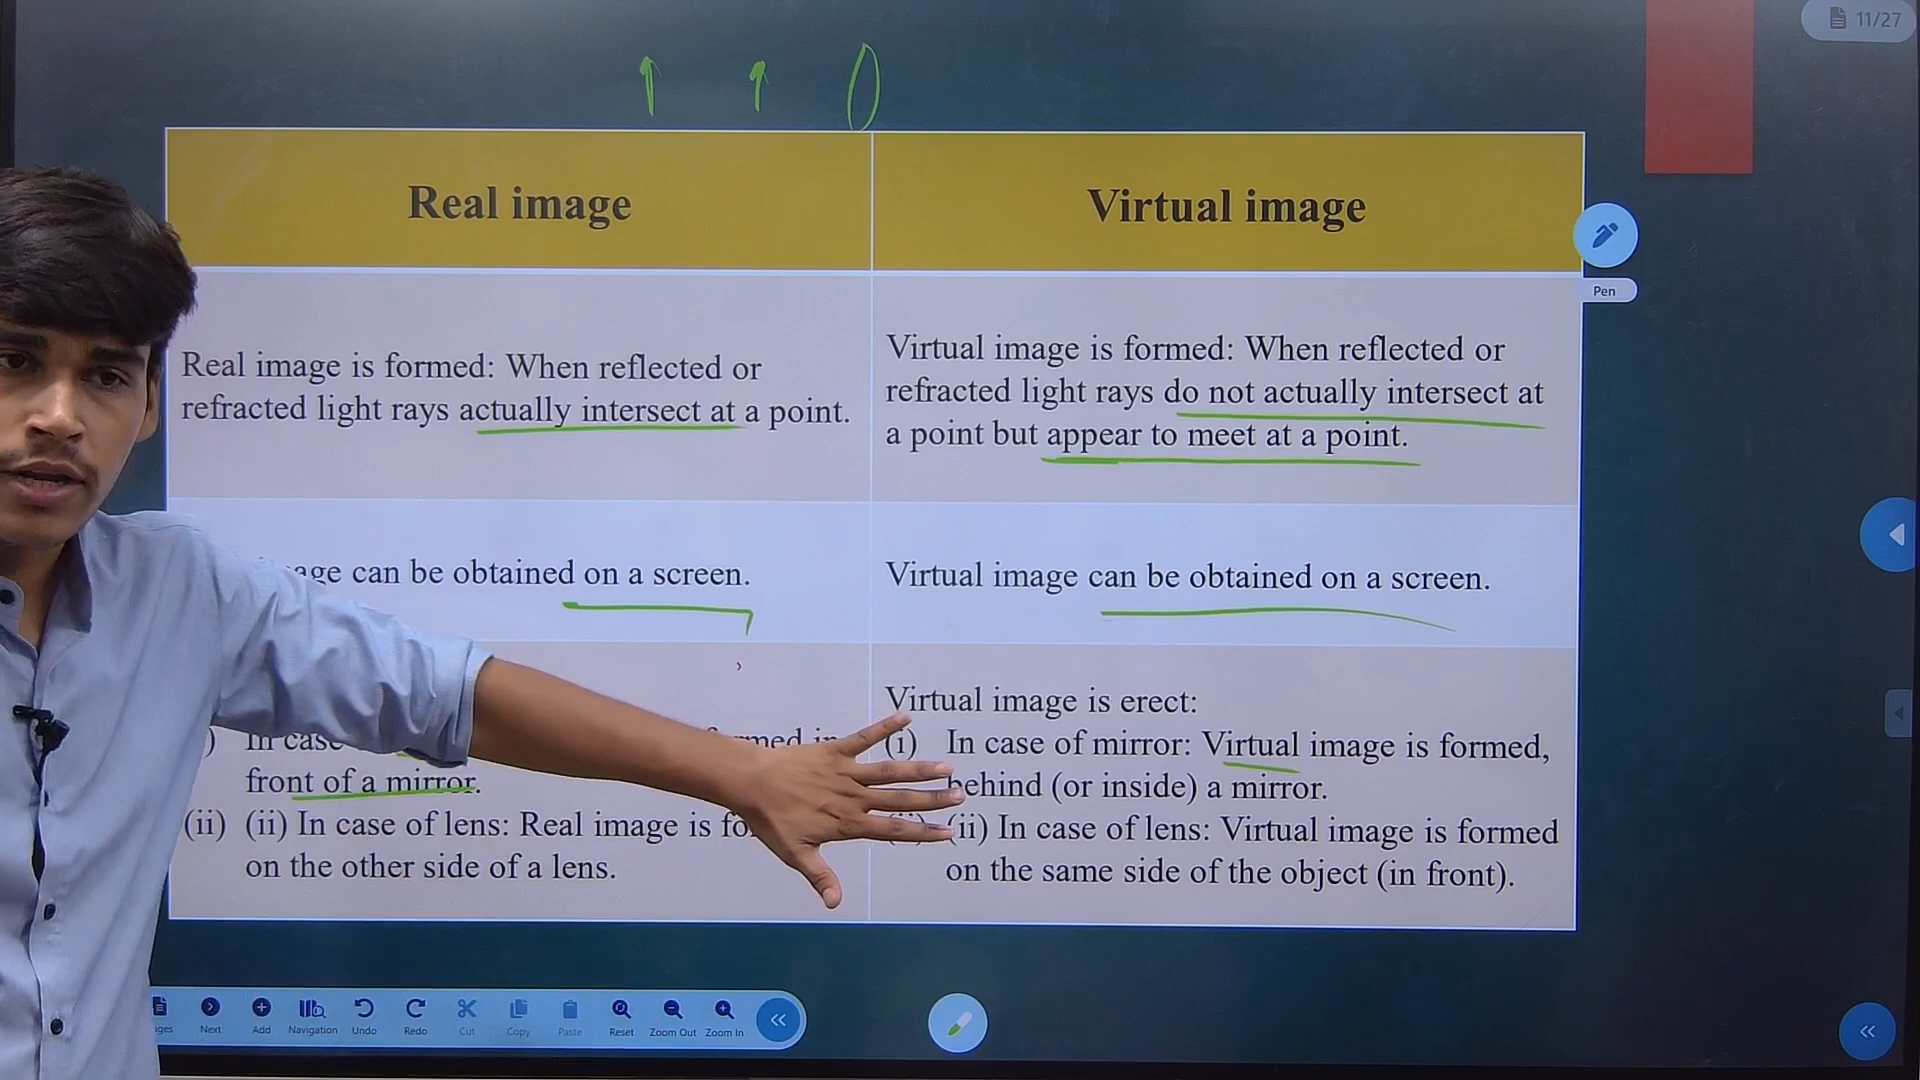 11/27
Real image
Virtual image
Pen
Real image is formed: When reflected or
refracted light rays actually intersect at a point.
Virtual image is formed: When reflected or
refracted light rays do not actually intersect at
a point but appear to meet at a point.
can be obtained on a screen.
Virtual image can be obtained on a screen.
) In case
front of a mirror.
(ii) (ii) In case of lens: Real image is
on the other side of a lens.
Virtual image is erect:
(i) In case of mirror: Virtual image is formed,
behind (or inside) a mirror.
(ii) In case of lens: Virtual image is formed
on the same side of the object (in front).
Next Add Navigation Undo Redo Cut Copy Paste Reset Zoom Out Zoom In